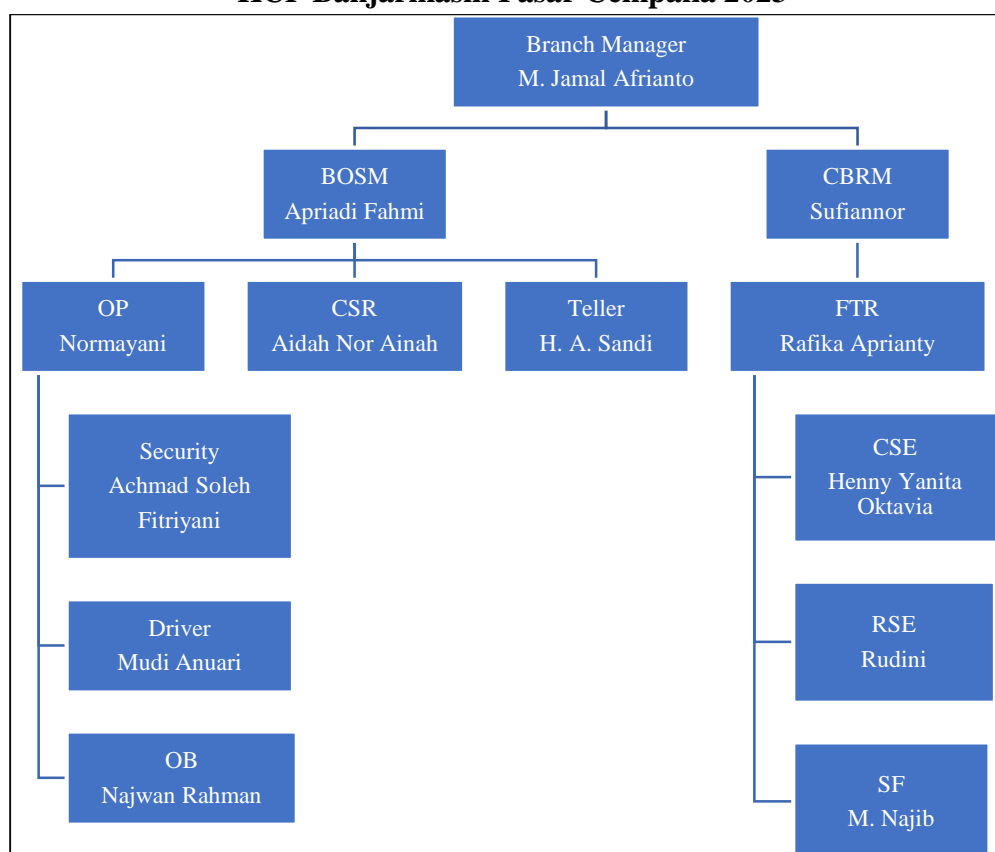 Branch Manager
M. Jamal Afrianto
BOSM
Apriadi Fahmi
CBRM
Sufiannor
OP
Normayani
CSR
Aidah Nor Ainah
Teller
H. A. Sandi
FTR
Rafika Aprianty
Security
Achmad Soleh
Fitriyani
Driver
Mudi Anuari
OB
Najwan Rahman
CSE
Henny Yanita
Oktavia
RSE
Rudini
SF
M. Najib